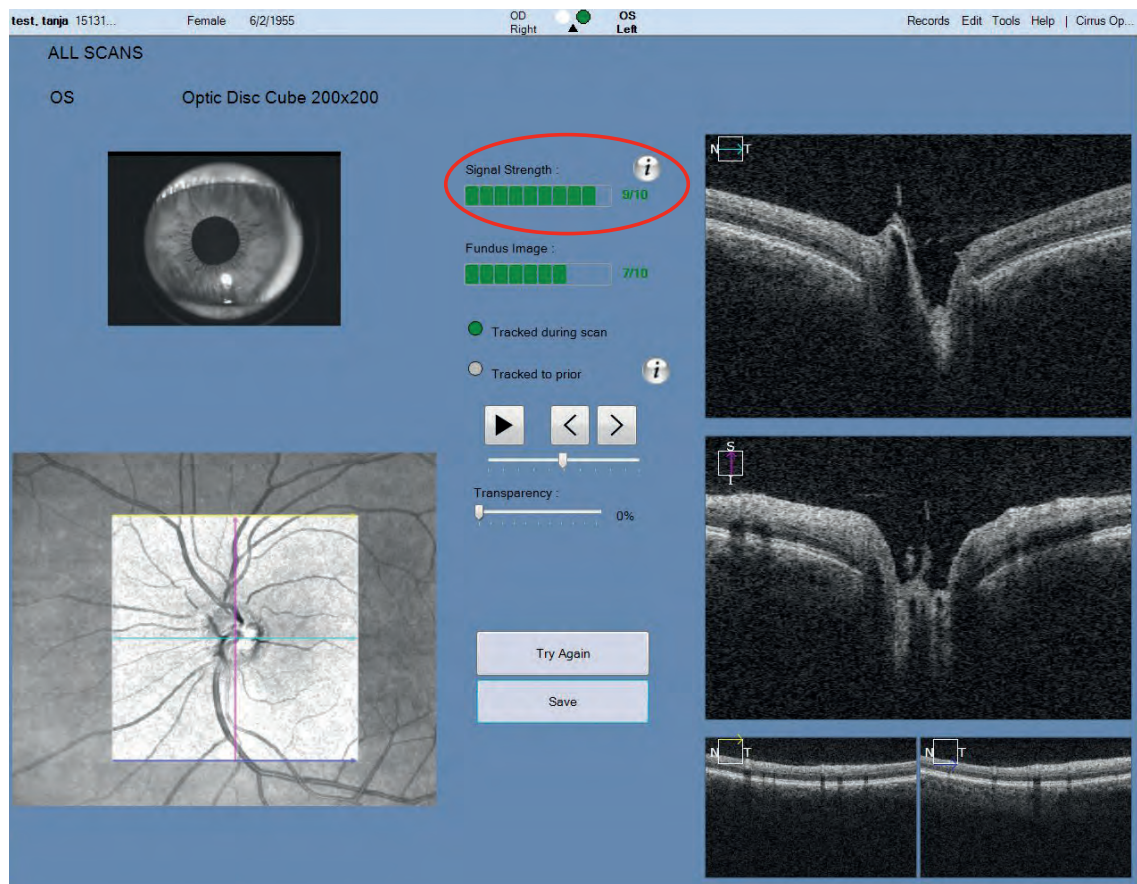 test, tanja 15131... Female 6/2/1955 OD Right OS Left Records Edit Tools Help | Cirrus Op...
ALL SCANS
OS Optic Disc Cube 200x200
Signal Strength : i
9/10
Fundus Image :
7/10
Tracked during scan
Tracked to prior i
Transparency :
0%
Try Again
Save
N T
S
I
N T
N T